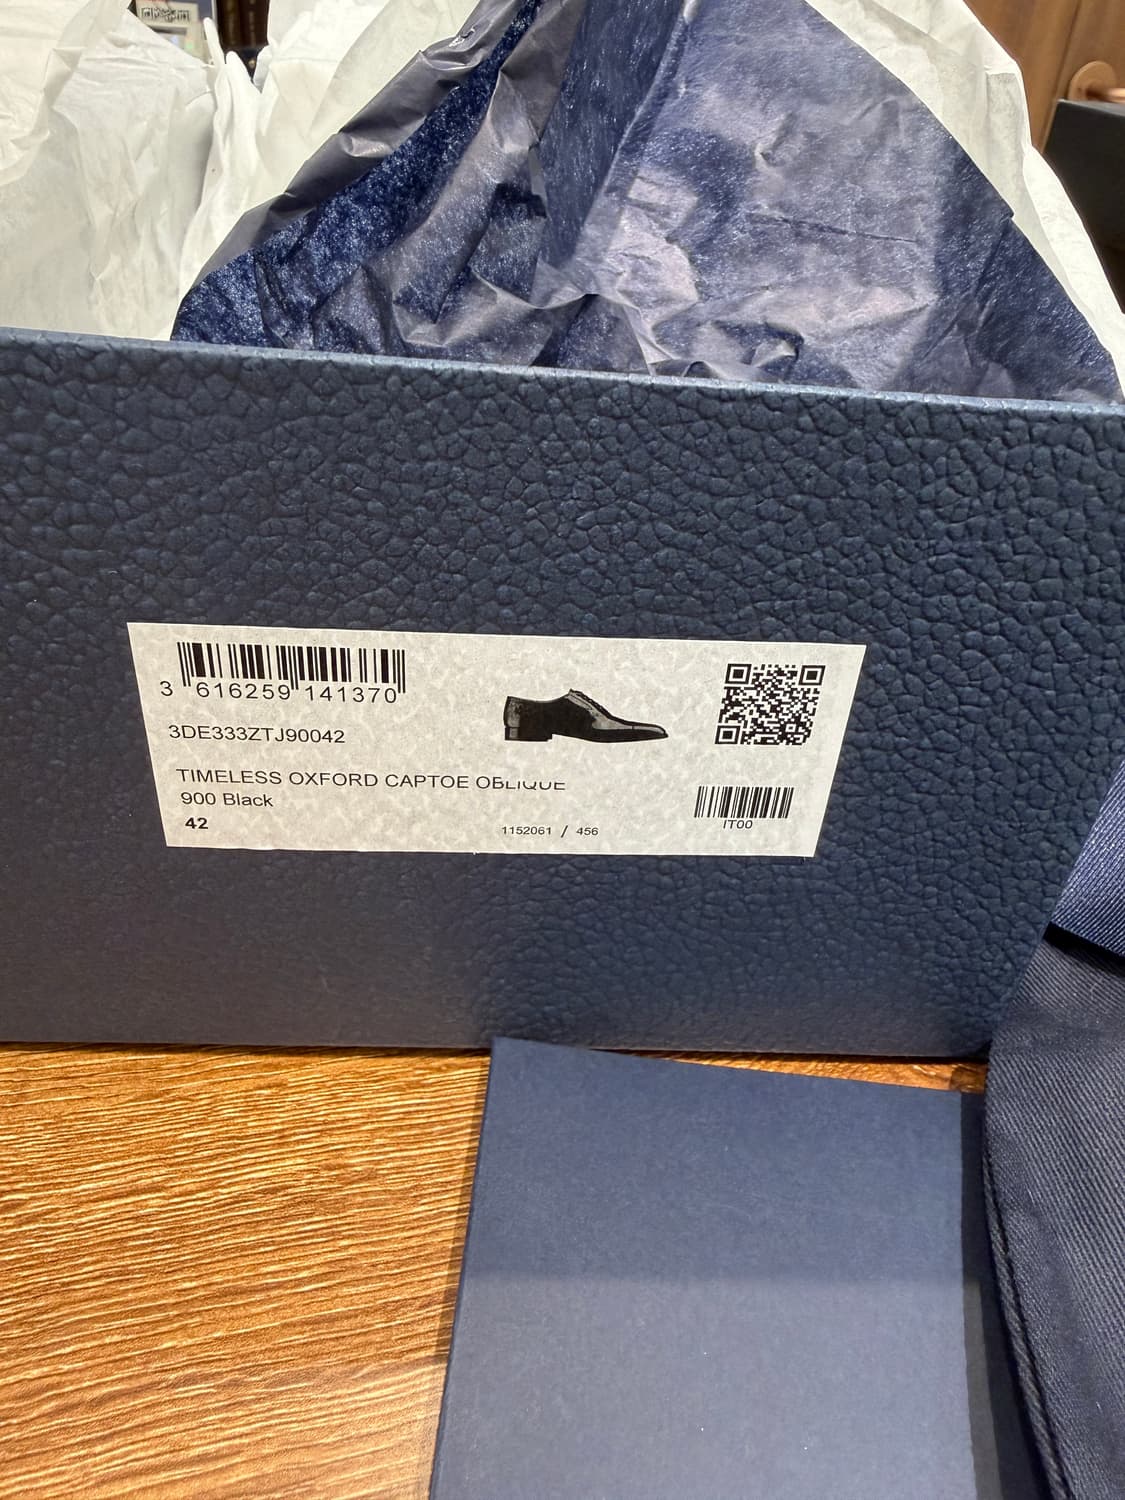 3 616259 141370
3DE333ZTJ90042
TIMELESS OXFORD CAPTOE OBLIQUE
900 Black
42
1152061 / 456
IT00